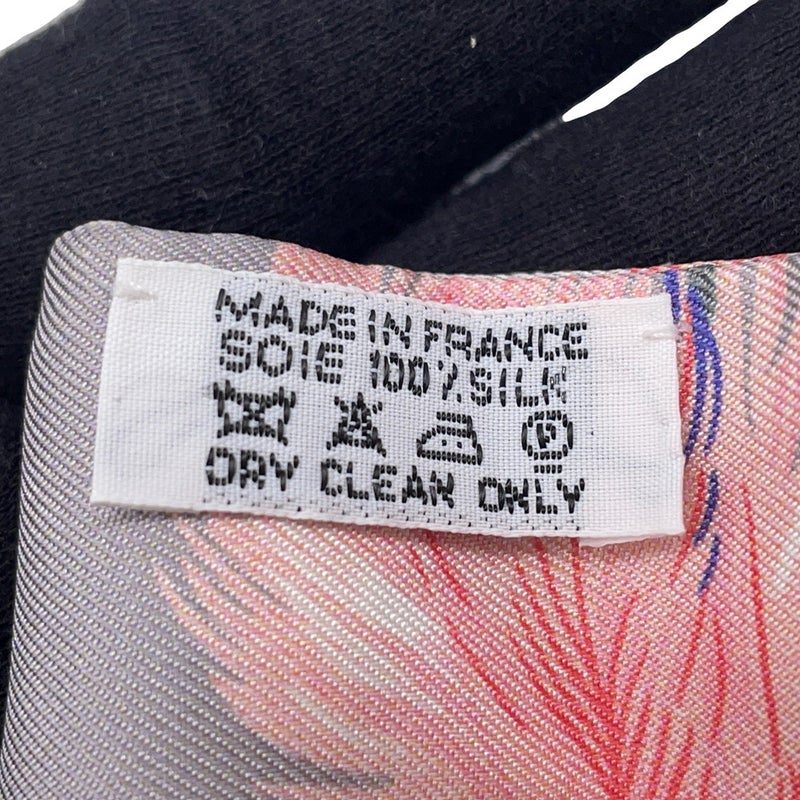 MADE IN FRANCE
SOIE 100% SILK
P
DRY CLEAN ONLY